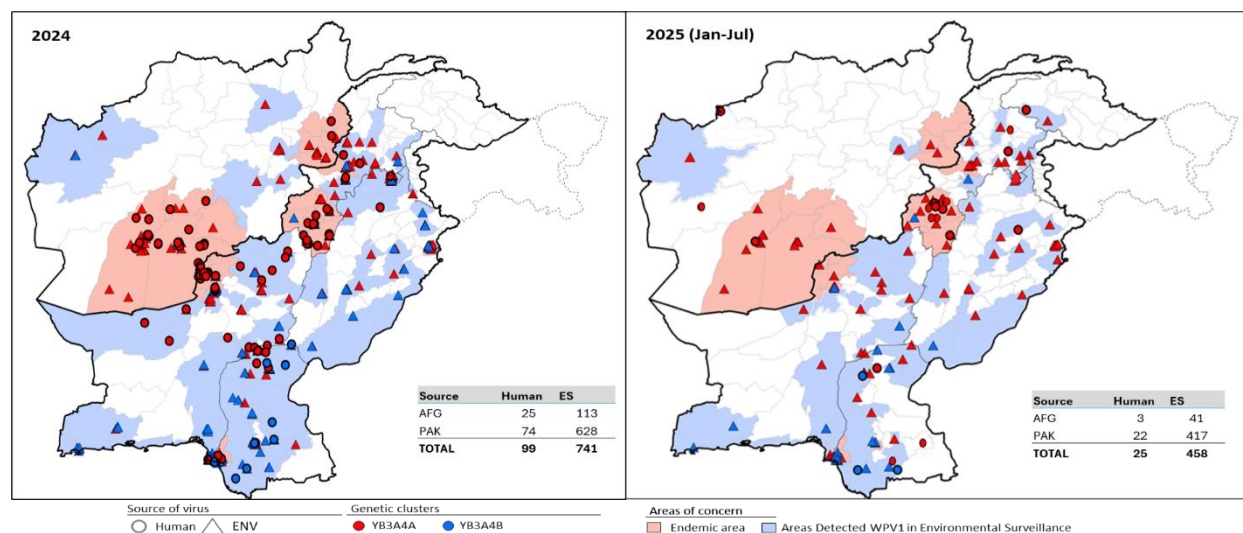 2024
Source Human ES
AFG 25 113
PAK 74 628
TOTAL 99 741
2025 (Jan-Jul)
Source Human ES
AFG 3 41
PAK 22 417
TOTAL 25 458
Source of virus
Human ENV
Genetic clusters
YB3A4A YB3A4B
Areas of concern
Endemic area Areas Detected WPV1 in Environmental Surveillance